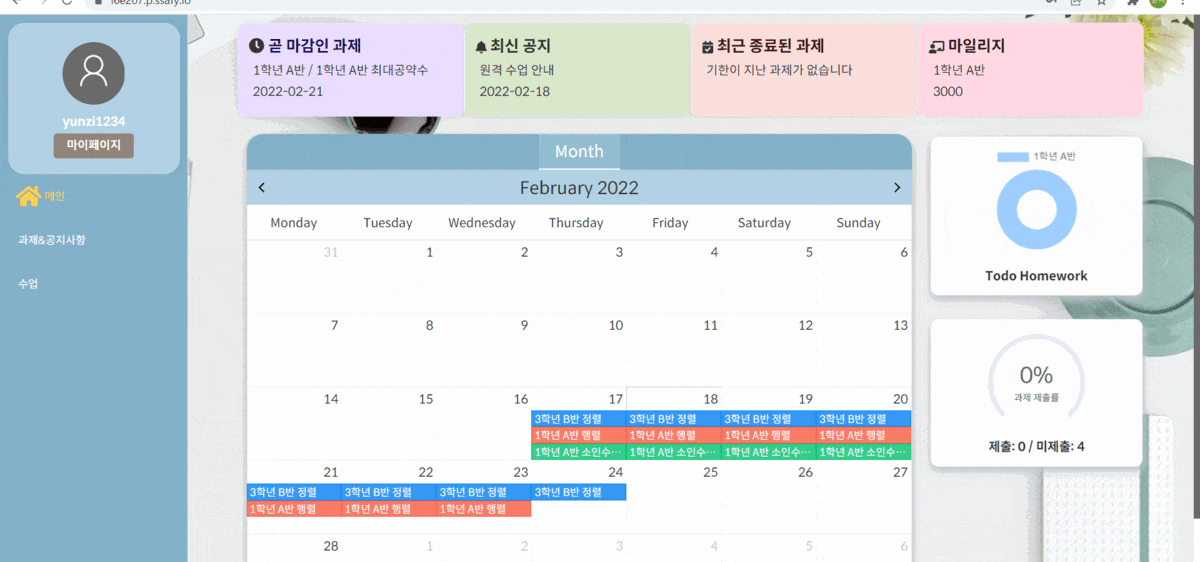 i6e207.p.ssafy.io
yunzi1234
마이페이지
메인
과제&공지사항
수업
곧 마감인 과제
1학년 A반 / 1학년 A반 최대공약수
2022-02-21
최신 공지
원격 수업 안내
2022-02-18
최근 종료된 과제
기한이 지난 과제가 없습니다
마일리지
1학년 A반
3000
Month
February 2022
Monday Tuesday Wednesday Thursday Friday Saturday Sunday
31 1 2 3 4 5 6
7 8 9 10 11 12 13
14 15 16 17 18 19 20
3학년 B반 정렬 3학년 B반 정렬 3학년 B반 정렬 3학년 B반 정렬
1학년 A반 행렬 1학년 A반 행렬 1학년 A반 행렬 1학년 A반 행렬
1학년 A반 소인수… 1학년 A반 소인수… 1학년 A반 소인수… 1학년 A반 소인수…
21 22 23 24 25 26 27
3학년 B반 정렬 3학년 B반 정렬 3학년 B반 정렬 3학년 B반 정렬
1학년 A반 행렬 1학년 A반 행렬 1학년 A반 행렬
28 1 2 3 4 5 6
1학년 A반
Todo Homework
0%
과제 제출률
제출: 0 / 미제출: 4